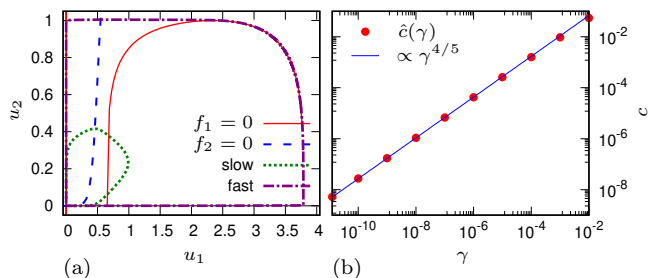 1
0.8
0.6
0.4
0.2
0
u₂
f₁ = 0
f₂ = 0
slow
fast
0 0.5 1 1.5 2 2.5 3 3.5 4
(a) u₁
ĉ(γ)
∝ γ^{4/5}
10⁻²
10⁻⁴
10⁻⁶
10⁻⁸
c
10⁻¹⁰ 10⁻⁸ 10⁻⁶ 10⁻⁴ 10⁻²
(b) γ